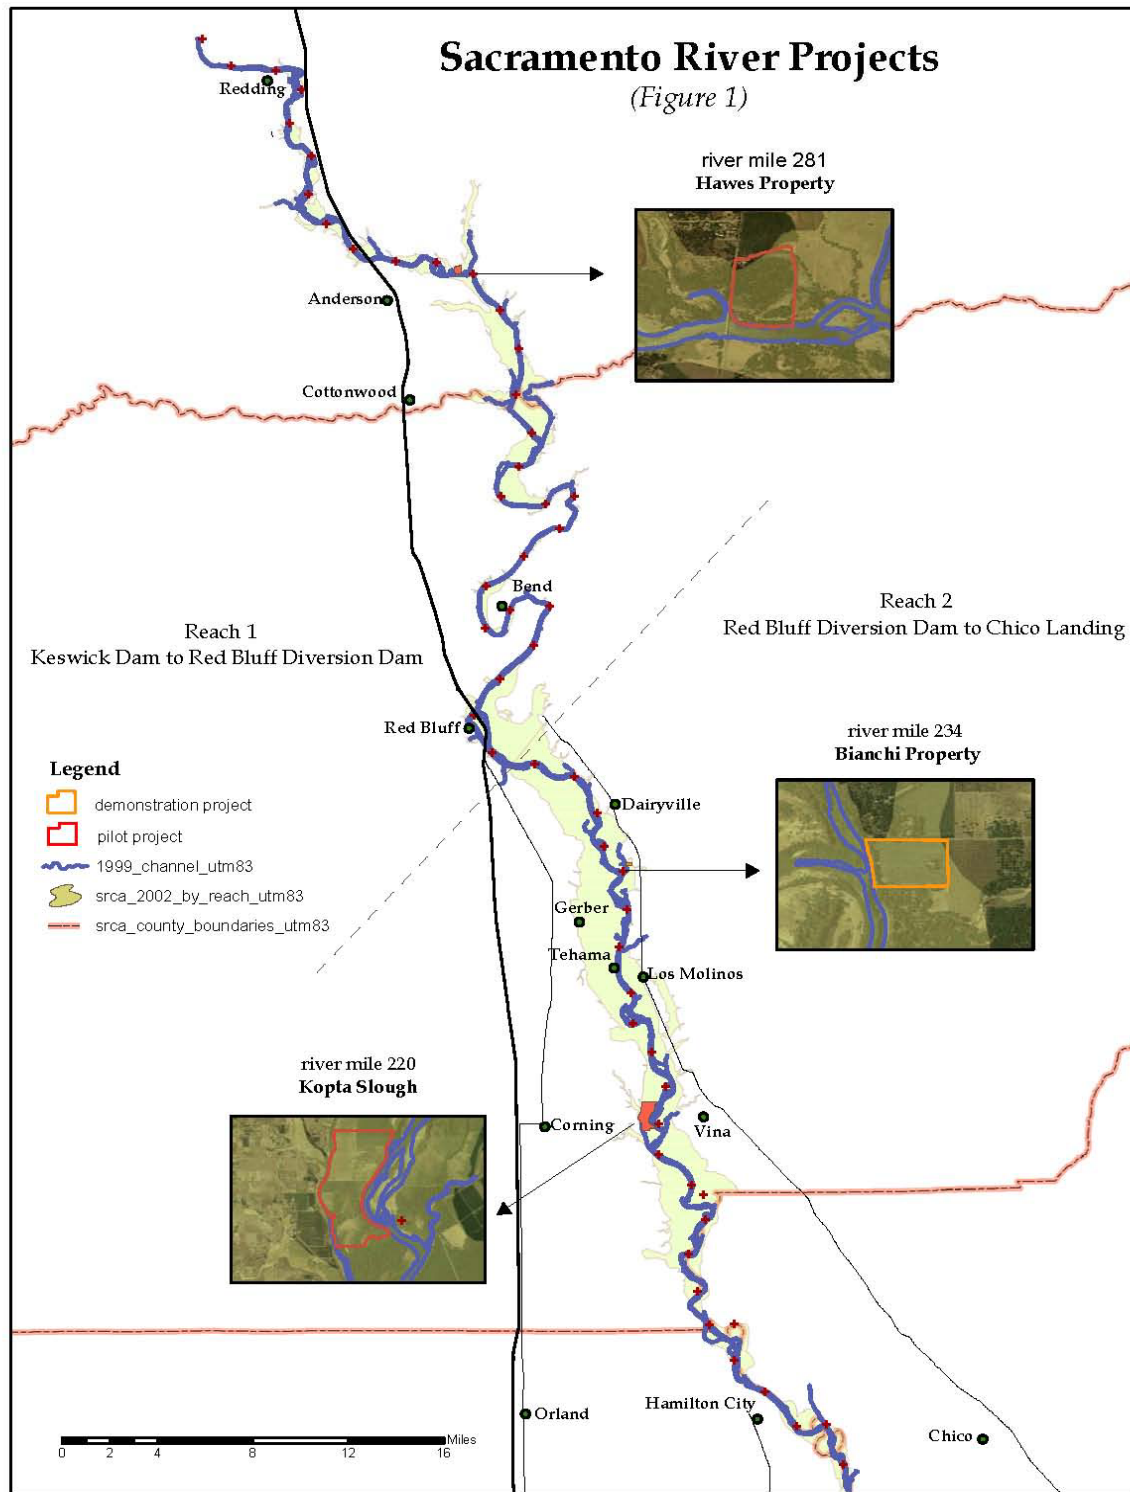 Sacramento River Projects
(Figure 1)
Redding
river mile 281
Hawes Property
Anderson
Cottonwood
Bend
Reach 1
Keswick Dam to Red Bluff Diversion Dam
Reach 2
Red Bluff Diversion Dam to Chico Landing
Red Bluff
river mile 234
Bianchi Property
Legend
demonstration project
pilot project
1999_channel_utm83
srca_2002_by_reach_utm83
srca_county_boundaries_utm83
Dairyville
Gerber
Tehama
Los Molinos
river mile 220
Kopta Slough
Corning
Vina
Orland
Hamilton City
Chico
Miles
0 2 4 8 12 16